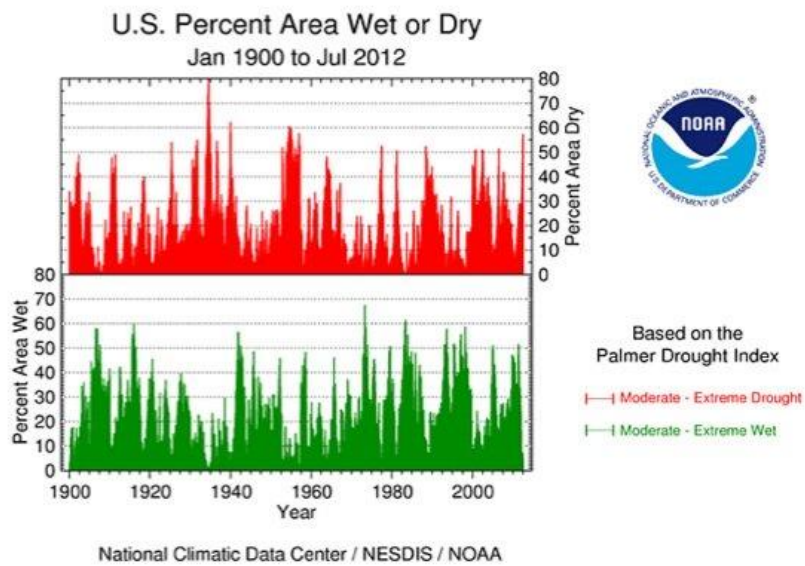 U.S. Percent Area Wet or Dry
Jan 1900 to Jul 2012
80
70
60
50
40
30
20
10
0
Percent Area Dry
80
70
60
50
40
30
20
10
0
Percent Area Wet
1900 1920 1940 1960 1980 2000
Year
National Climatic Data Center / NESDIS / NOAA
NATIONAL OCEANIC AND ATMOSPHERIC ADMINISTRATION
®
NOAA
U.S. DEPARTMENT OF COMMERCE
Based on the
Palmer Drought Index
Moderate - Extreme Drought
Moderate - Extreme Wet